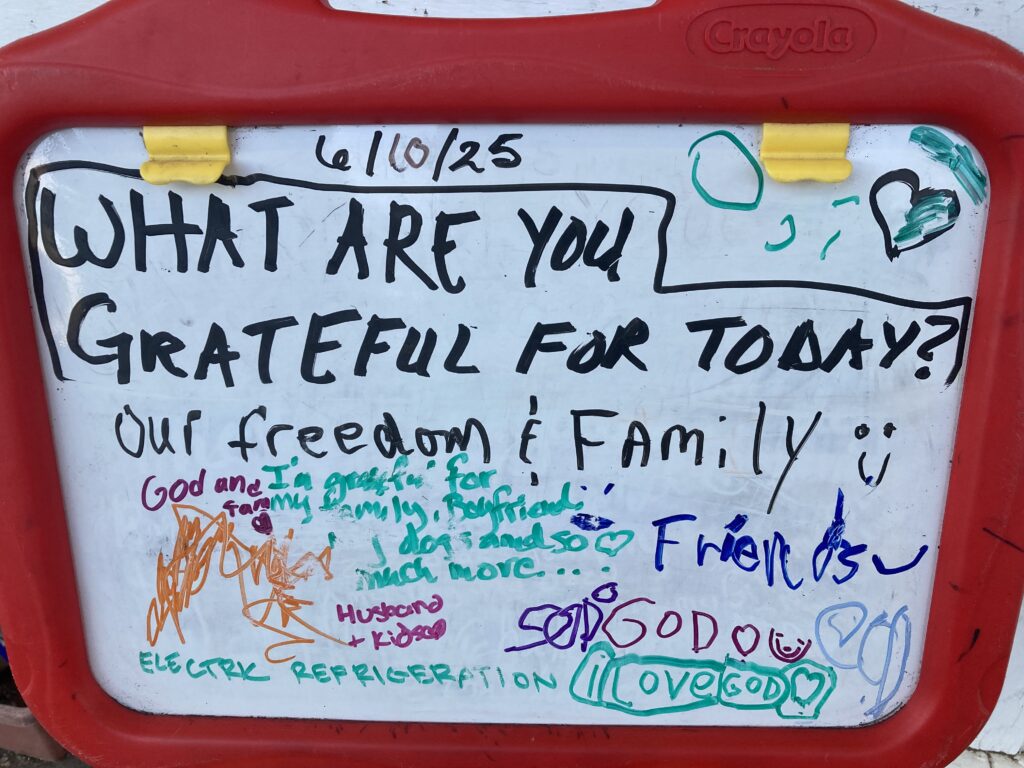 Crayola
6/10/25
WHAT ARE YOU
GRATEFUL FOR TODAY?
Our freedom & Family
God and
Fam
I'm grateful for
my family, Boyfriend
dogs and so
much more....
Friends
Husband
+ Kids
GOD
ELECTRIC REFRIGERATION
I Love GOD